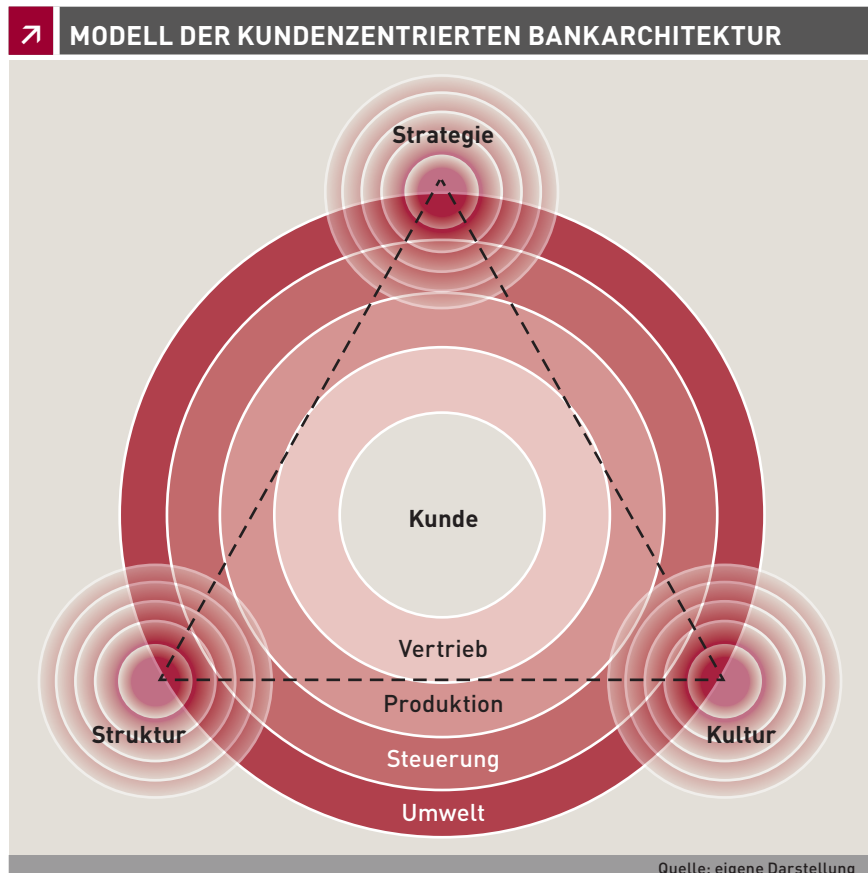 MODELL DER KUNDENZENTRIERTEN BANKARCHITEKTUR
Strategie
Kunde
Vertrieb
Produktion
Struktur
Kultur
Steuerung
Umwelt
Quelle: eigene Darstellung